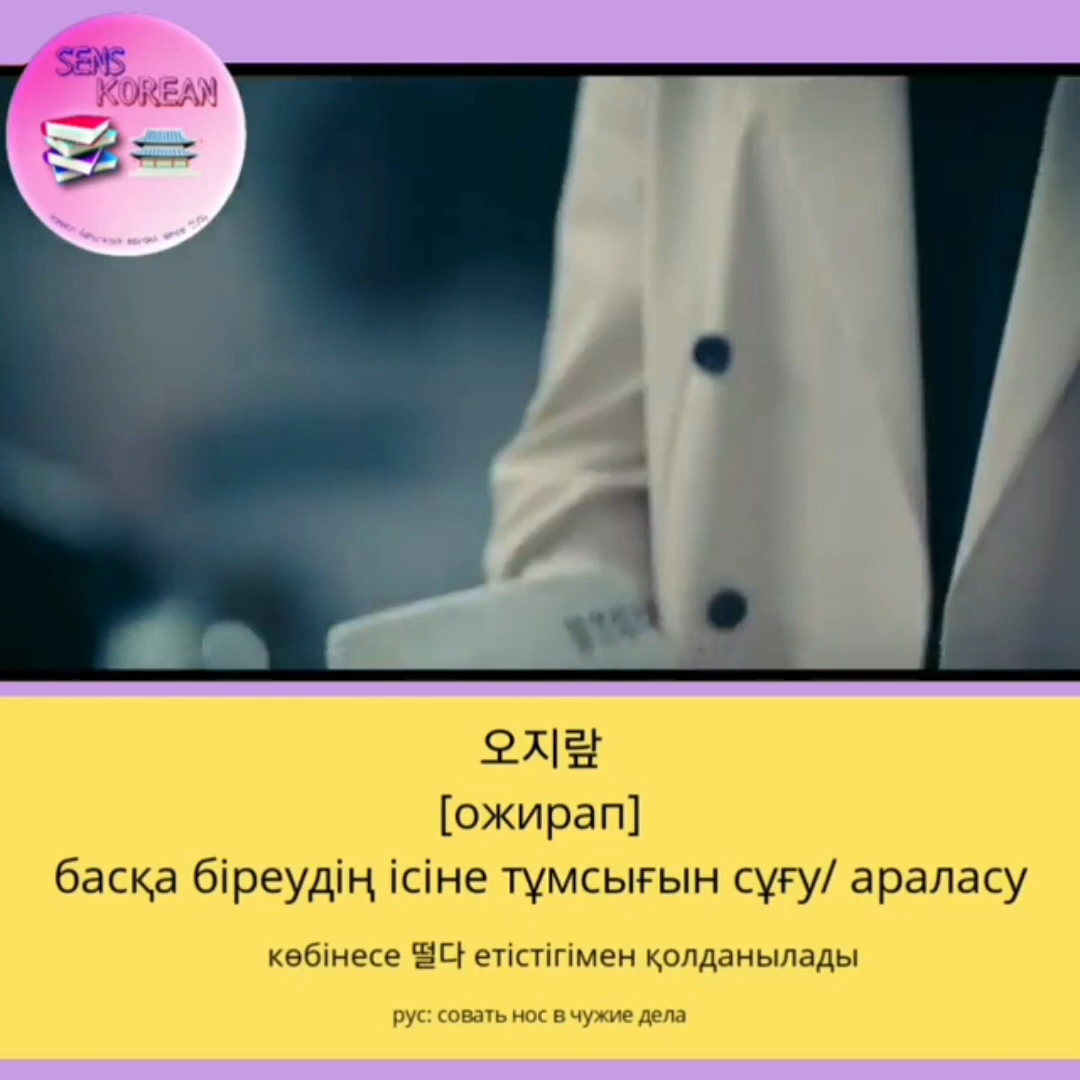 SENS
KOREAN
오지랖
[ожирап]
басқа біреудің ісіне тұмсығын сұғу/ араласу
көбінесе 떨다 етістігімен қолданылады
рус: совать нос в чужие дела